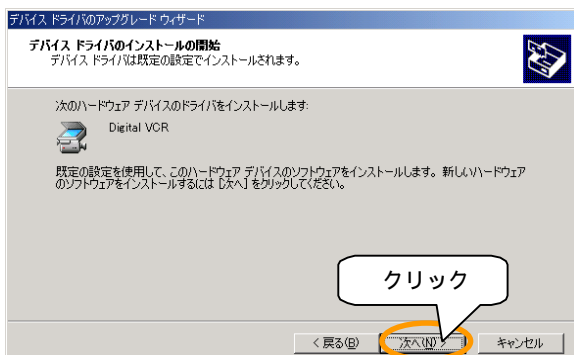 デバイス ドライバのアップグレード ウィザード
デバイス ドライバのインストールの開始
デバイス ドライバは既定の設定でインストールされます。
次のハードウェア デバイスのドライバをインストールします:
Digital VCR
既定の設定を使用して、このハードウェア デバイスのソフトウェアをインストールします。新しいハードウェア
のソフトウェアをインストールするには [次へ] をクリックしてください。
クリック
< 戻る(B)
次へ(N) >
キャンセル